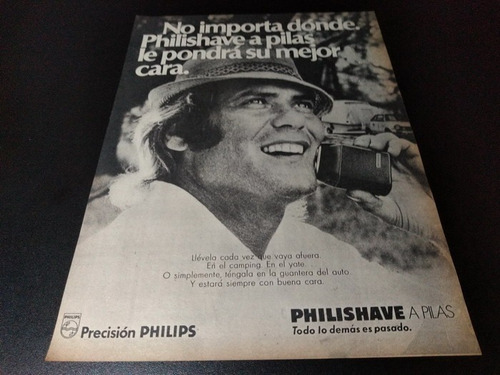 No importa dónde.
Philishave a pilas
le pondrá su mejor
cara.
Llévela cada vez que vaya afuera.
En el camping. En el yate.
O simplemente, téngala en la guantera del auto.
Y estará siempre con buena cara.
PHILIPS
Precisión PHILIPS
PHILISHAVE A PILAS
Todo lo demás es pasado.